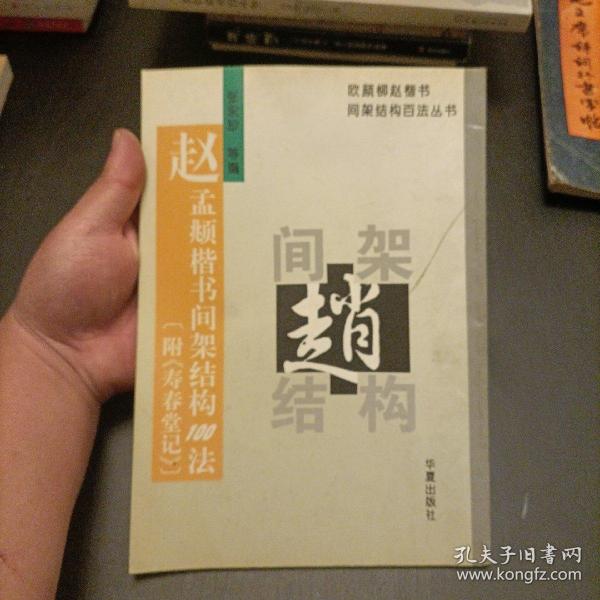 欧颜柳赵楷书
间架结构百法丛书
等编
赵孟頫楷书间架结构100法
〔附《寿春堂记》〕
间架
趙
结构
华夏出版社
孔夫子旧书网
www.kongfz.com